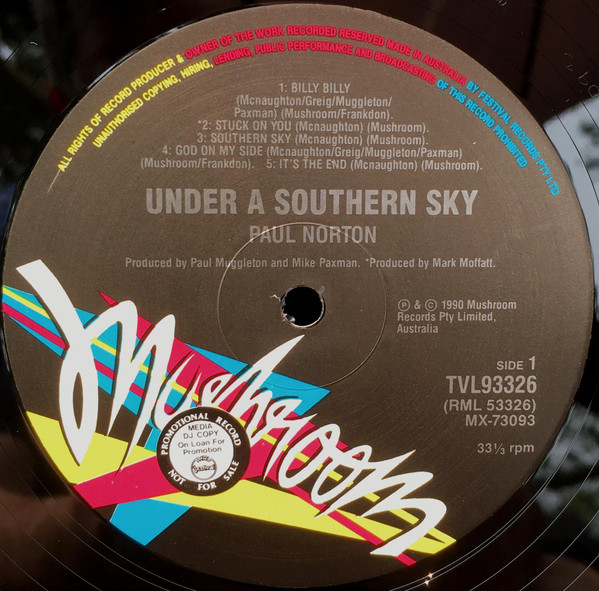 ALL RIGHTS OF RECORD PRODUCER & OWNER OF THE WORK RECORDED RESERVED MADE IN AUSTRALIA BY FESTIVAL RECORDS PTY LTD
UNAUTHORISED COPYING, HIRING, LENDING, PUBLIC PERFORMANCE AND BROADCASTING OF THIS RECORD PROHIBITED
1: BILLY BILLY
(Mcnaughton/Greig/Muggleton/
Paxman) (Mushroom/Frankdon).
*2: STUCK ON YOU (Mcnaughton) (Mushroom).
3: SOUTHERN SKY (Mcnaughton) (Mushroom).
4: GOD ON MY SIDE (Mcnaughton/Greig/Muggleton/Paxman)
(Mushroom/Frankdon). 5: IT'S THE END (Mcnaughton) (Mushroom).
UNDER A SOUTHERN SKY
PAUL NORTON
Produced by Paul Muggleton and Mike Paxman. *Produced by Mark Moffatt.
℗ & © 1990 Mushroom
Records Pty Limited,
Australia
SIDE 1
TVL93326
(RML 53326)
MX-73093
33⅓ rpm
Mushroom
PROMOTIONAL RECORD
MEDIA
DJ COPY
On Loan For
Promotion
NOT FOR SALE